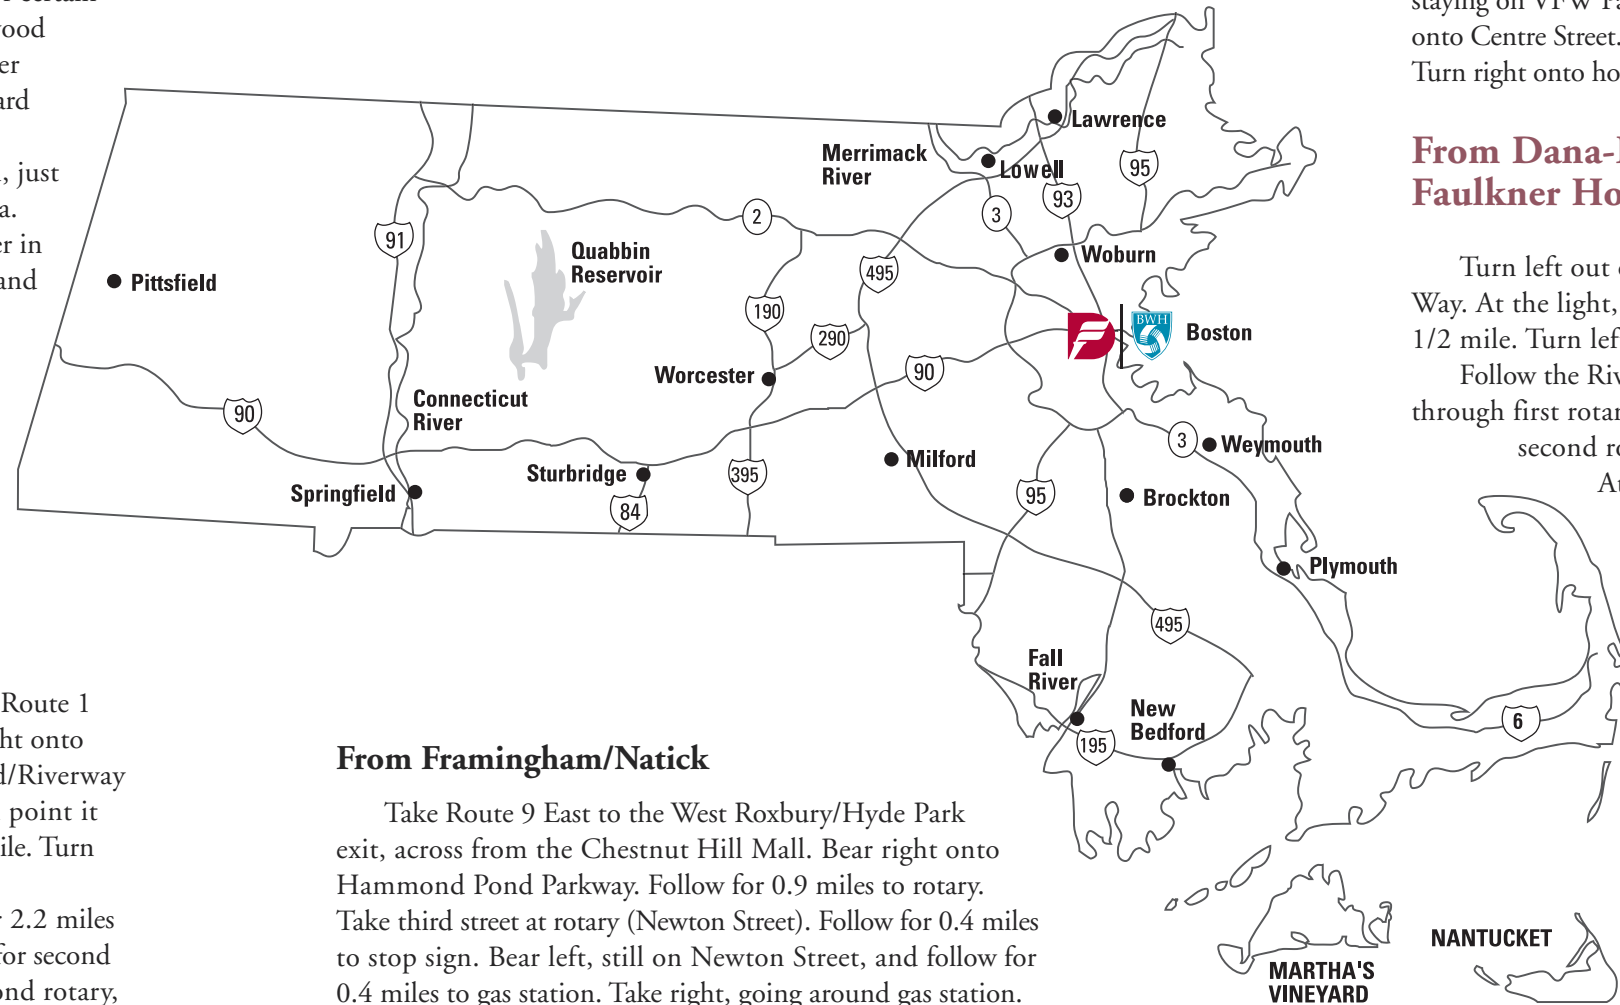 certain
wood
, just
a.
er in
and
Route 1
ht onto
d/Riverway
point it
ile. Turn
2.2 miles
for second
ond rotary,
Lawrence
Merrimack
River
Lowell
95
93
3
2
91
Quabbin
Reservoir
495
Woburn
Pittsfield
190
290
BWH
Boston
Worcester
90
Connecticut
River
90
3
Weymouth
Milford
Sturbridge
395
Springfield
84
95
Brockton
Plymouth
495
Fall
River
New
Bedford
195
6
MARTHA'S
VINEYARD
NANTUCKET
From Framingham/Natick
Take Route 9 East to the West Roxbury/Hyde Park
exit, across from the Chestnut Hill Mall. Bear right onto
Hammond Pond Parkway. Follow for 0.9 miles to rotary.
Take third street at rotary (Newton Street). Follow for 0.4 miles
to stop sign. Bear left, still on Newton Street, and follow for
0.4 miles to gas station. Take right, going around gas station.
staying on VFW Pa
onto Centre Street.
Turn right onto ho
From Dana-
Faulkner Ho
Turn left out
Way. At the light,
1/2 mile. Turn lef
Follow the Riv
through first rotar
second ro
At